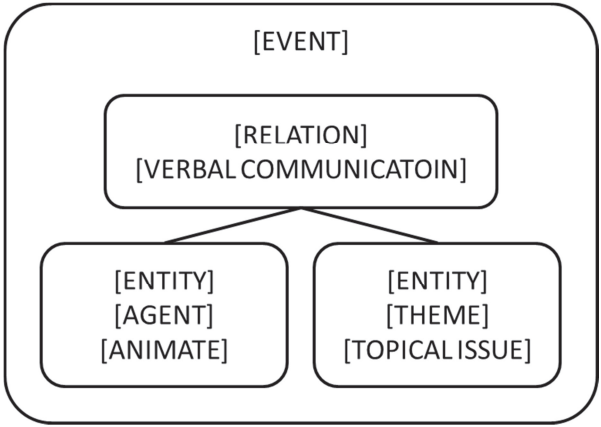 [EVENT]
[RELATION]
[VERBAL COMMUNICATOIN]
[ENTITY]
[AGENT]
[ANIMATE]
[ENTITY]
[THEME]
[TOPICAL ISSUE]